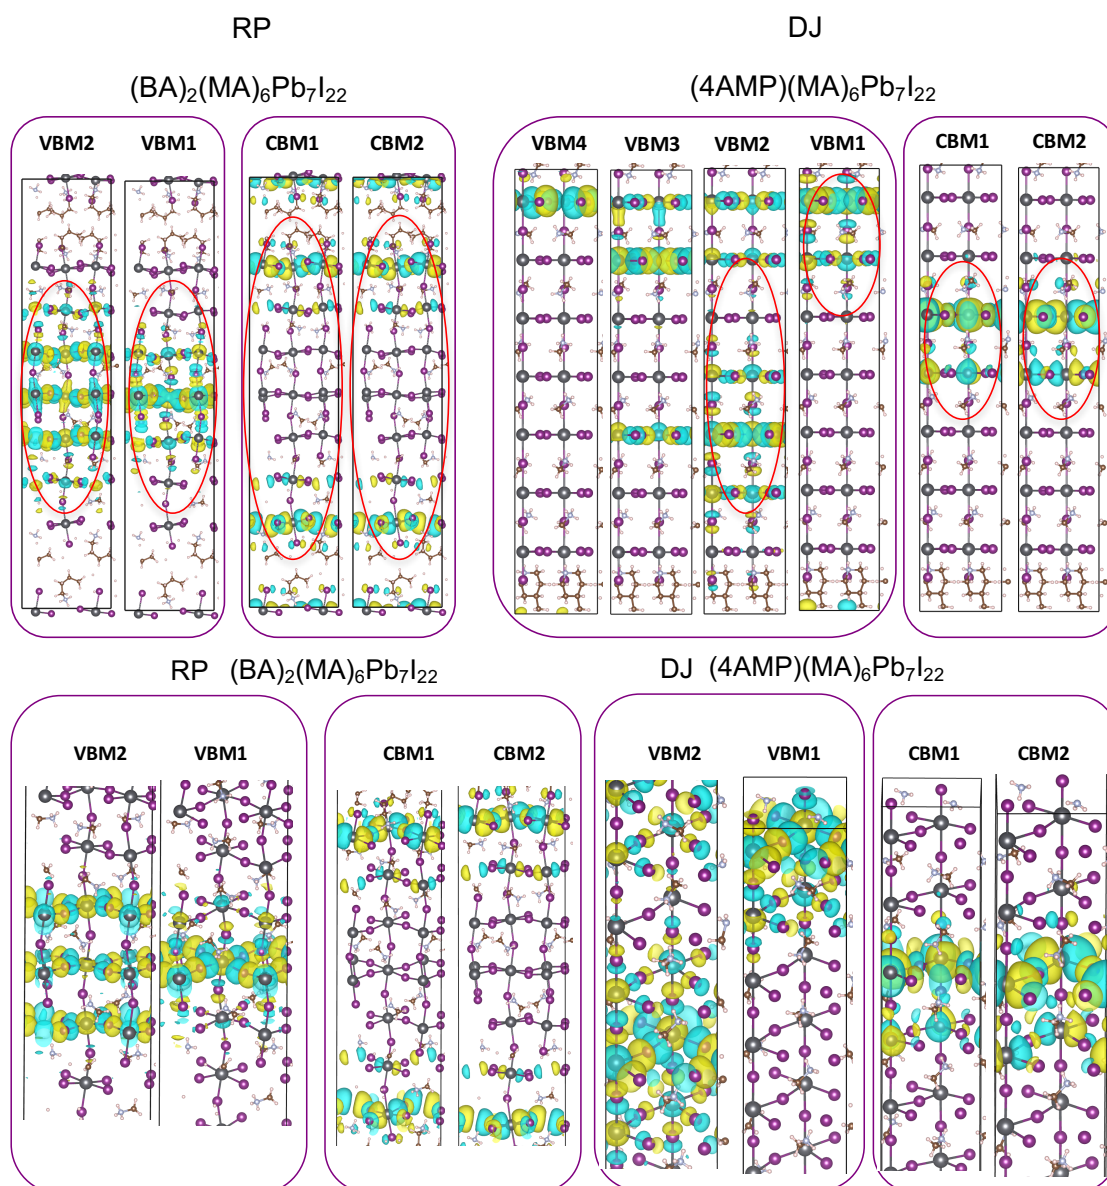 RP DJ
(BA)₂(MA)₆Pb₇I₂₂ (4AMP)(MA)₆Pb₇I₂₂
VBM2 VBM1 CBM1 CBM2 VBM4 VBM3 VBM2 VBM1 CBM1 CBM2
RP (BA)₂(MA)₆Pb₇I₂₂ DJ (4AMP)(MA)₆Pb₇I₂₂
VBM2 VBM1 CBM1 CBM2 VBM2 VBM1 CBM1 CBM2